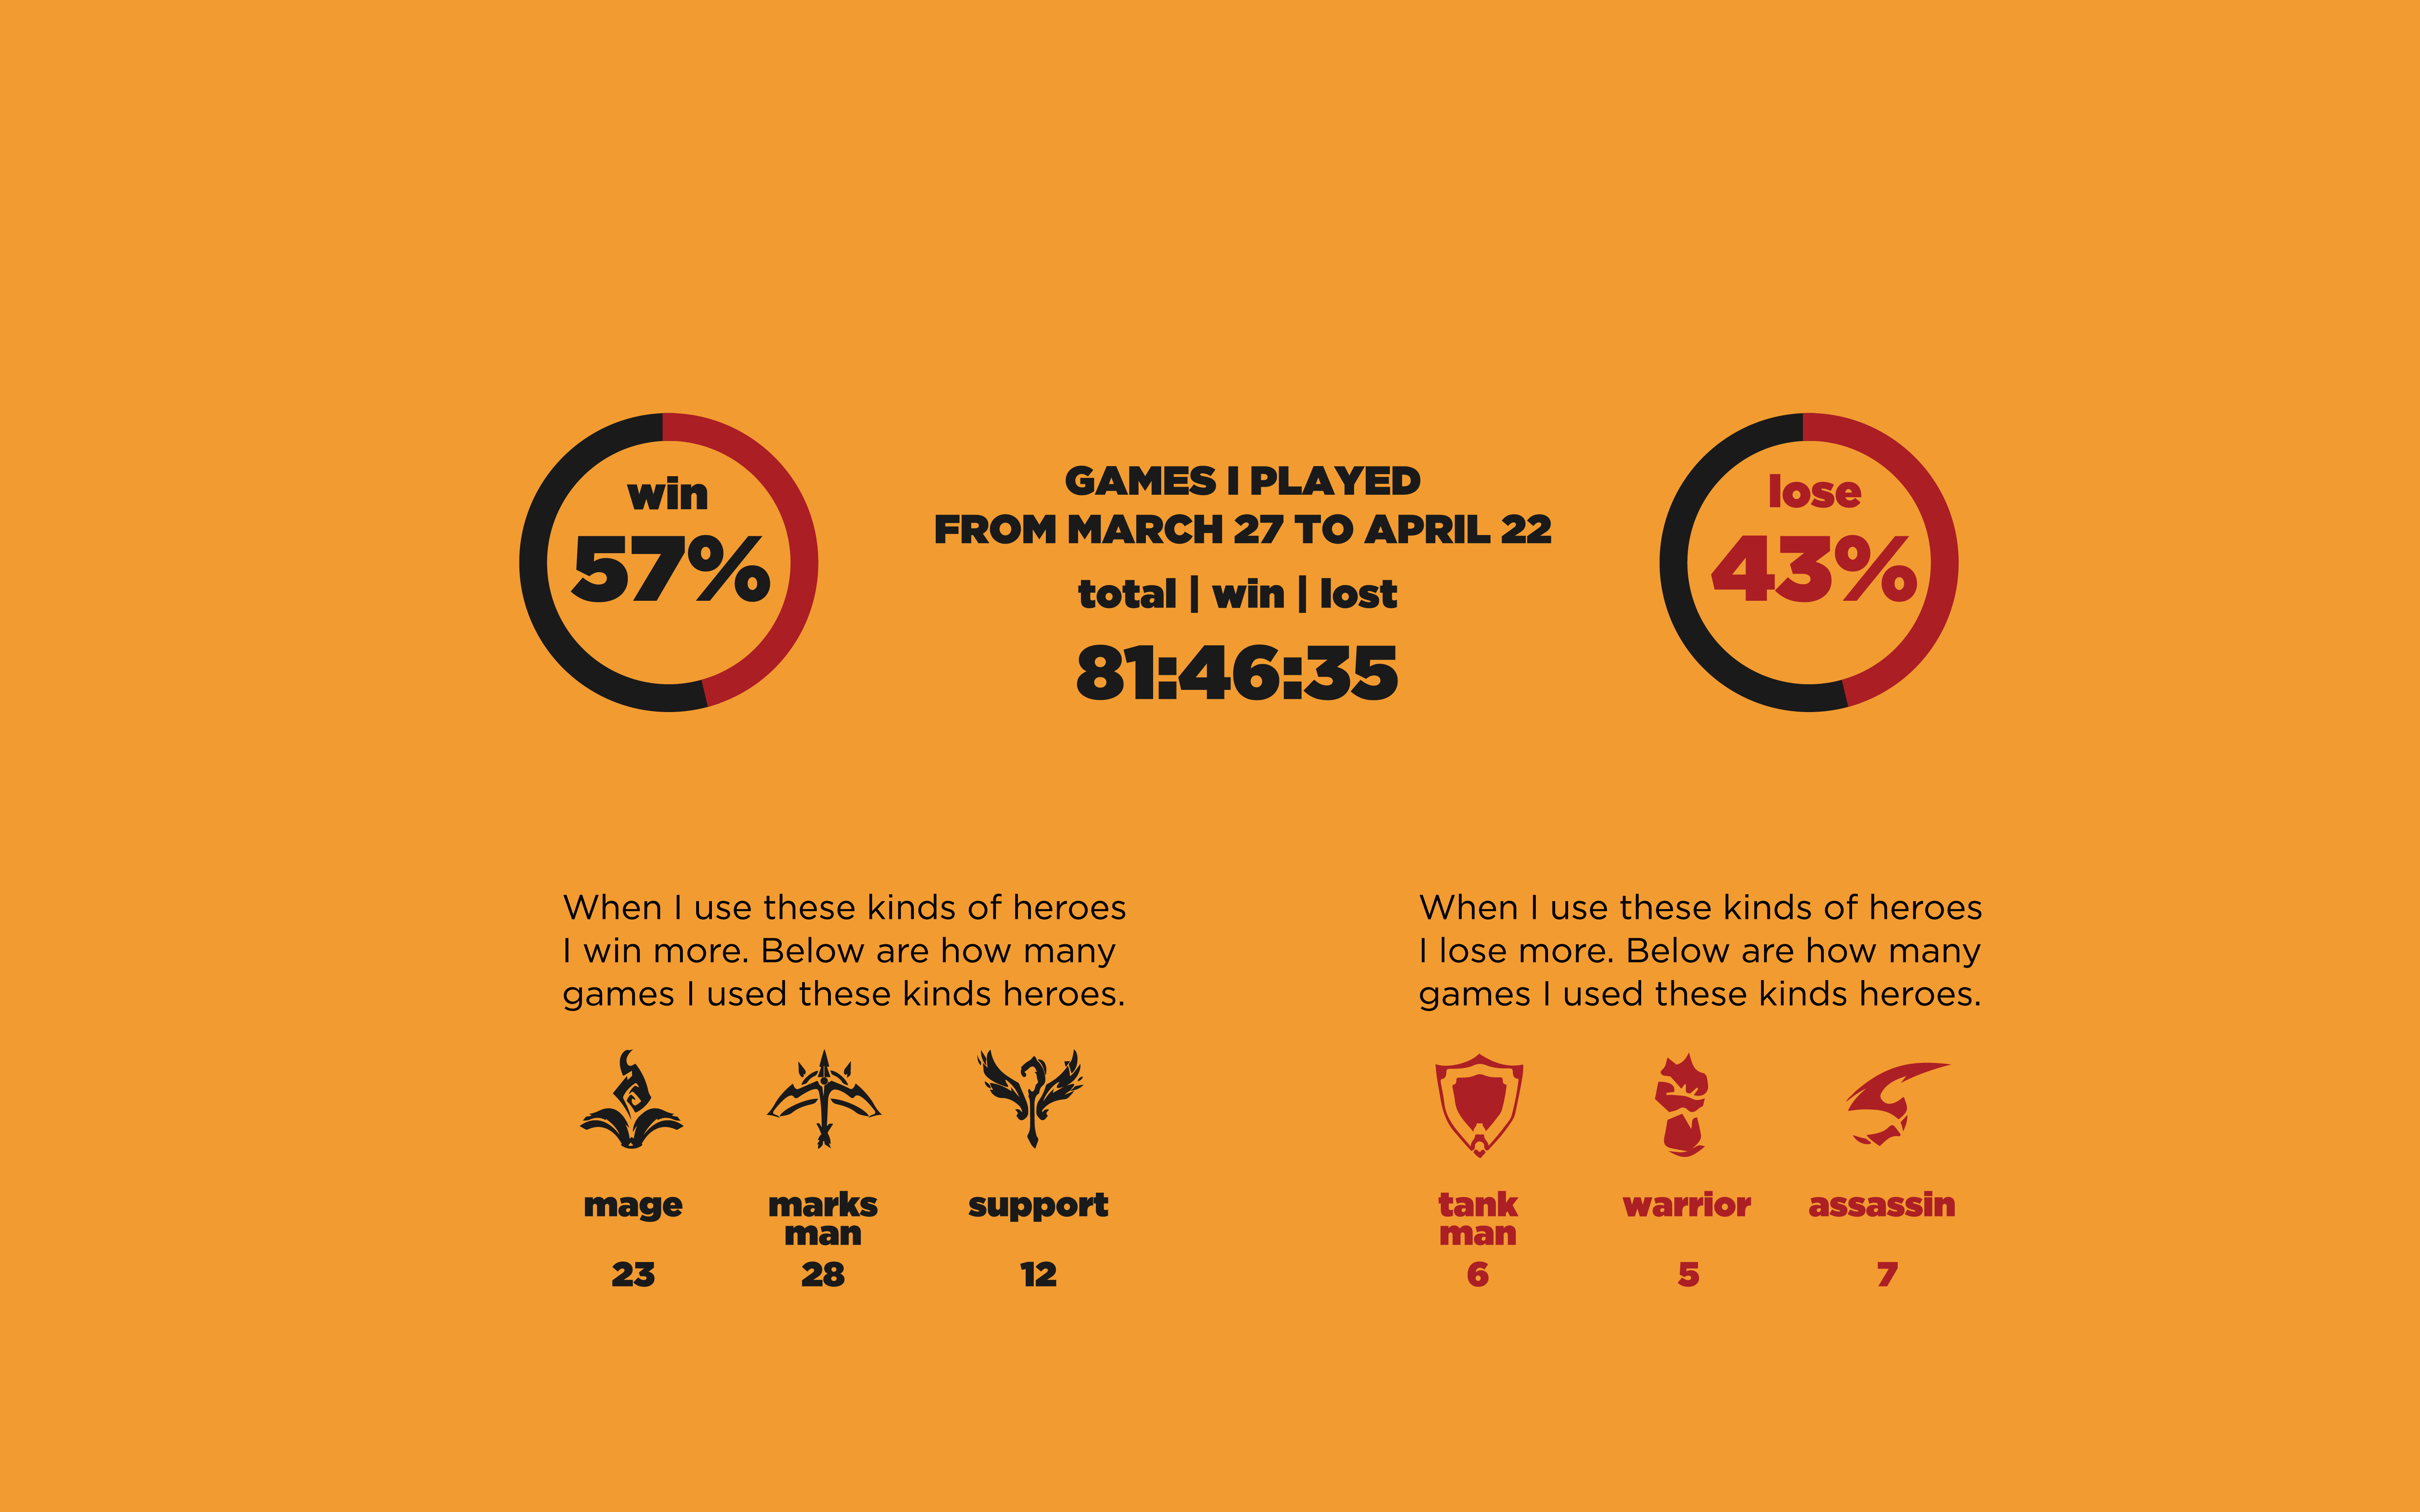 win
57%
GAMES I PLAYED
FROM MARCH 27 TO APRIL 22
total | win | lost
81:46:35
lose
43%
When I use these kinds of heroes
I win more. Below are how many
games I used these kinds heroes.
mage
marks
man
support
23
28
12
When I use these kinds of heroes
I lose more. Below are how many
games I used these kinds heroes.
tank
man
warrior
assassin
6
5
7